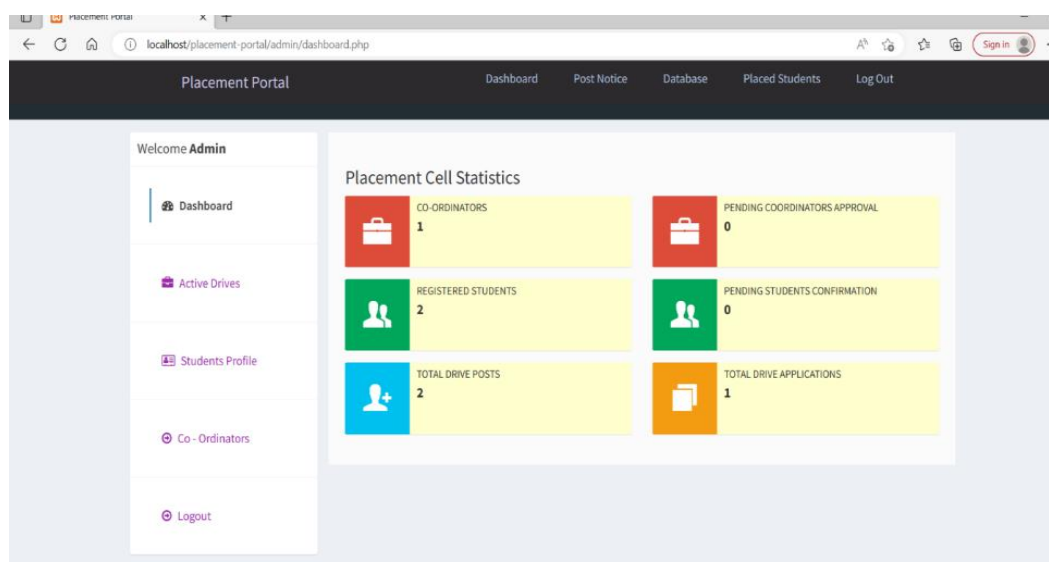 Placement Portal
localhost/placement-portal/admin/dashboard.php
Sign in
Placement Portal
Dashboard Post Notice Database Placed Students Log Out
Welcome Admin
Dashboard
Active Drives
Students Profile
Co - Ordinators
Logout
Placement Cell Statistics
CO-ORDINATORS
1
PENDING COORDINATORS APPROVAL
0
REGISTERED STUDENTS
2
PENDING STUDENTS CONFIRMATION
0
TOTAL DRIVE POSTS
2
TOTAL DRIVE APPLICATIONS
1